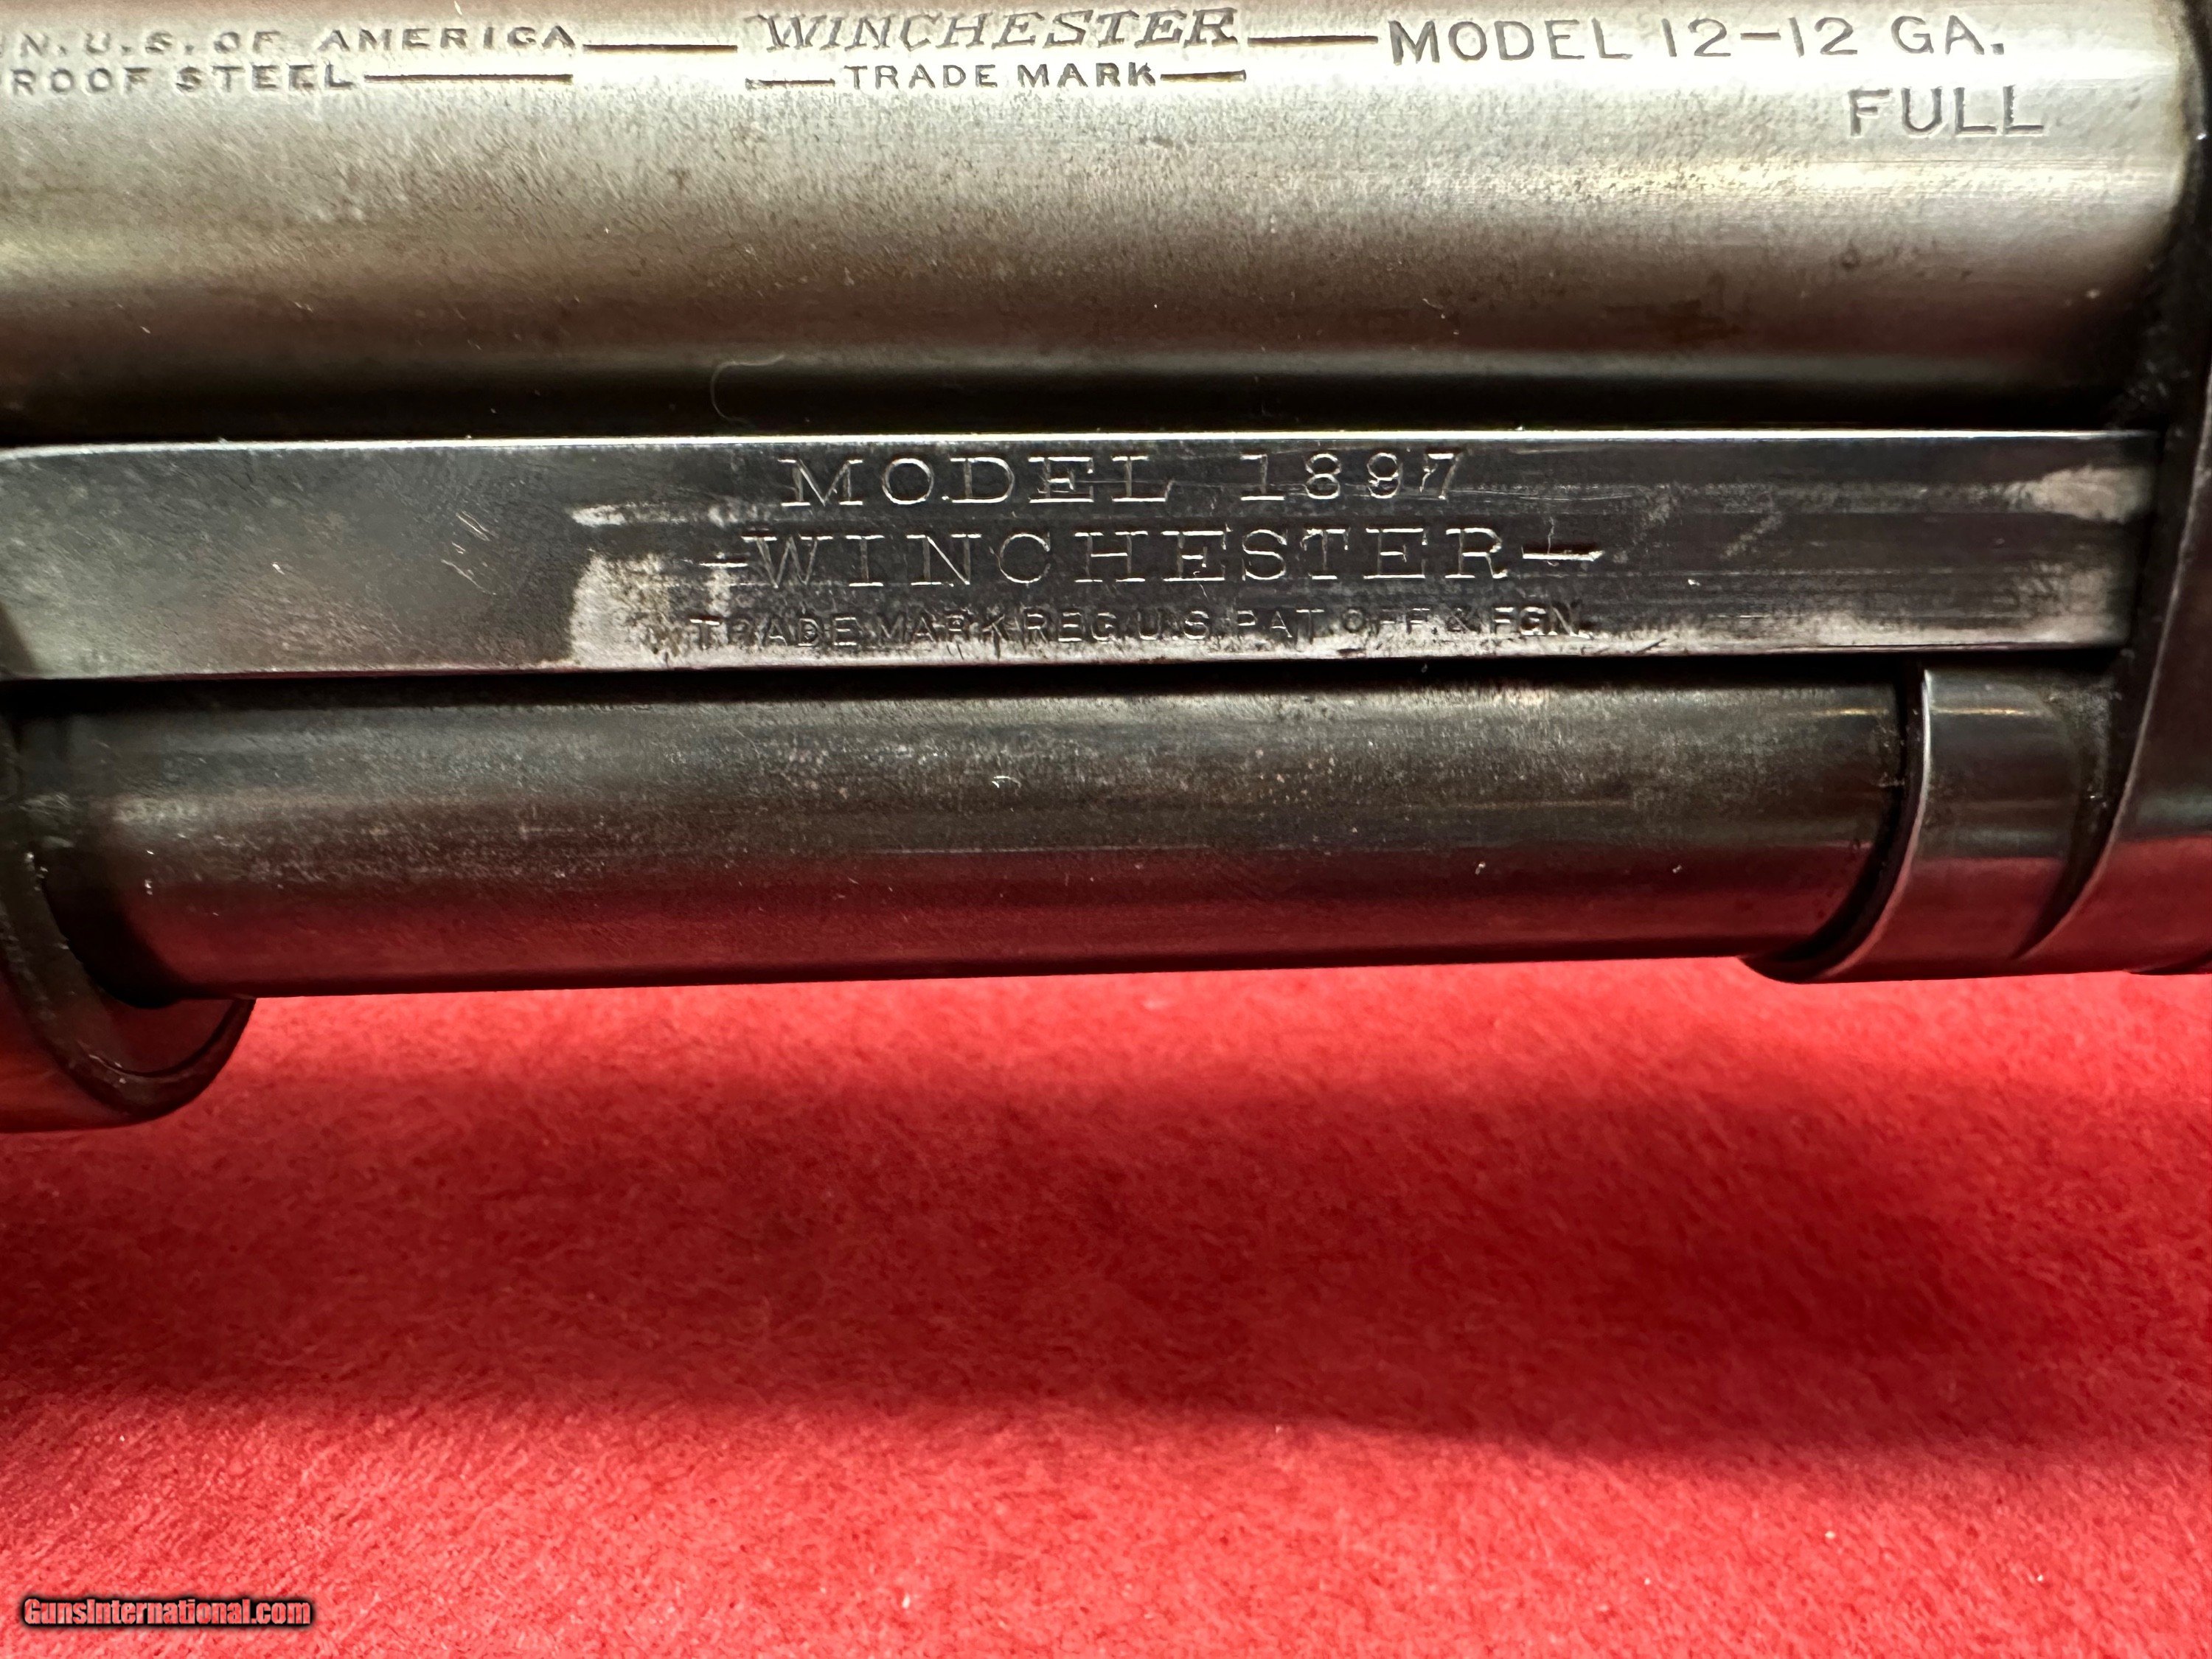 N. U.S. OF AMERICA — WINCHESTER — MODEL 12-12 GA.
ROOF STEEL — — TRADE MARK —
FULL
MODEL 1897
-WINCHESTER-
TRADE MARK REG. U.S. PAT. OFF. & FGN.
GunsInternational.com